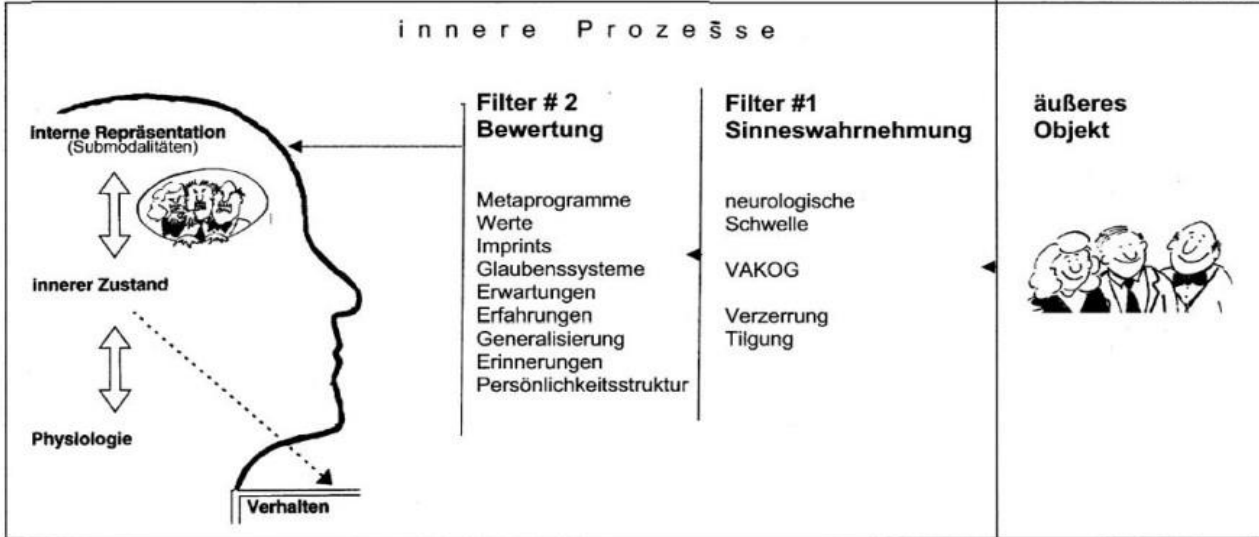 innere Prozesse
Interne Repräsentation
(Submodalitäten)
innerer Zustand
Physiologie
Verhalten
Filter # 2
Bewertung
Metaprogramme
Werte
Imprints
Glaubenssysteme
Erwartungen
Erfahrungen
Generalisierung
Erinnerungen
Persönlichkeitsstruktur
Filter #1
Sinneswahrnehmung
neurologische
Schwelle
VAKOG
Verzerrung
Tilgung
äußeres
Objekt